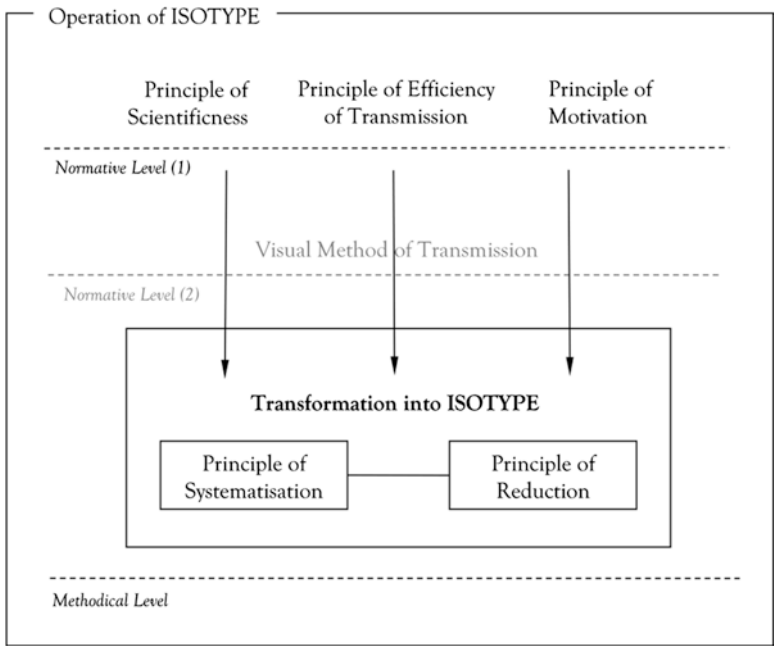 Operation of ISOTYPE
Principle of
Scientificness
Principle of Efficiency
of Transmission
Principle of
Motivation
Normative Level (1)
Visual Method of Transmission
Normative Level (2)
Transformation into ISOTYPE
Principle of
Systematisation
Principle of
Reduction
Methodical Level